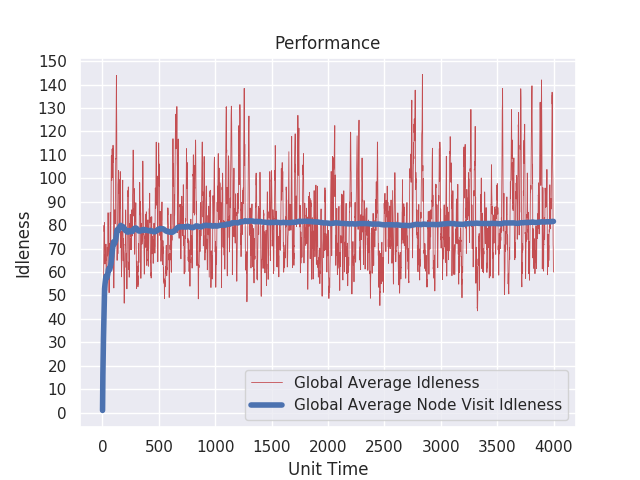 Performance
150
140
130
120
110
100
90
80
70
60
50
40
30
20
10
0
Idleness
Global Average Idleness
Global Average Node Visit Idleness
0 500 1000 1500 2000 2500 3000 3500 4000
Unit Time